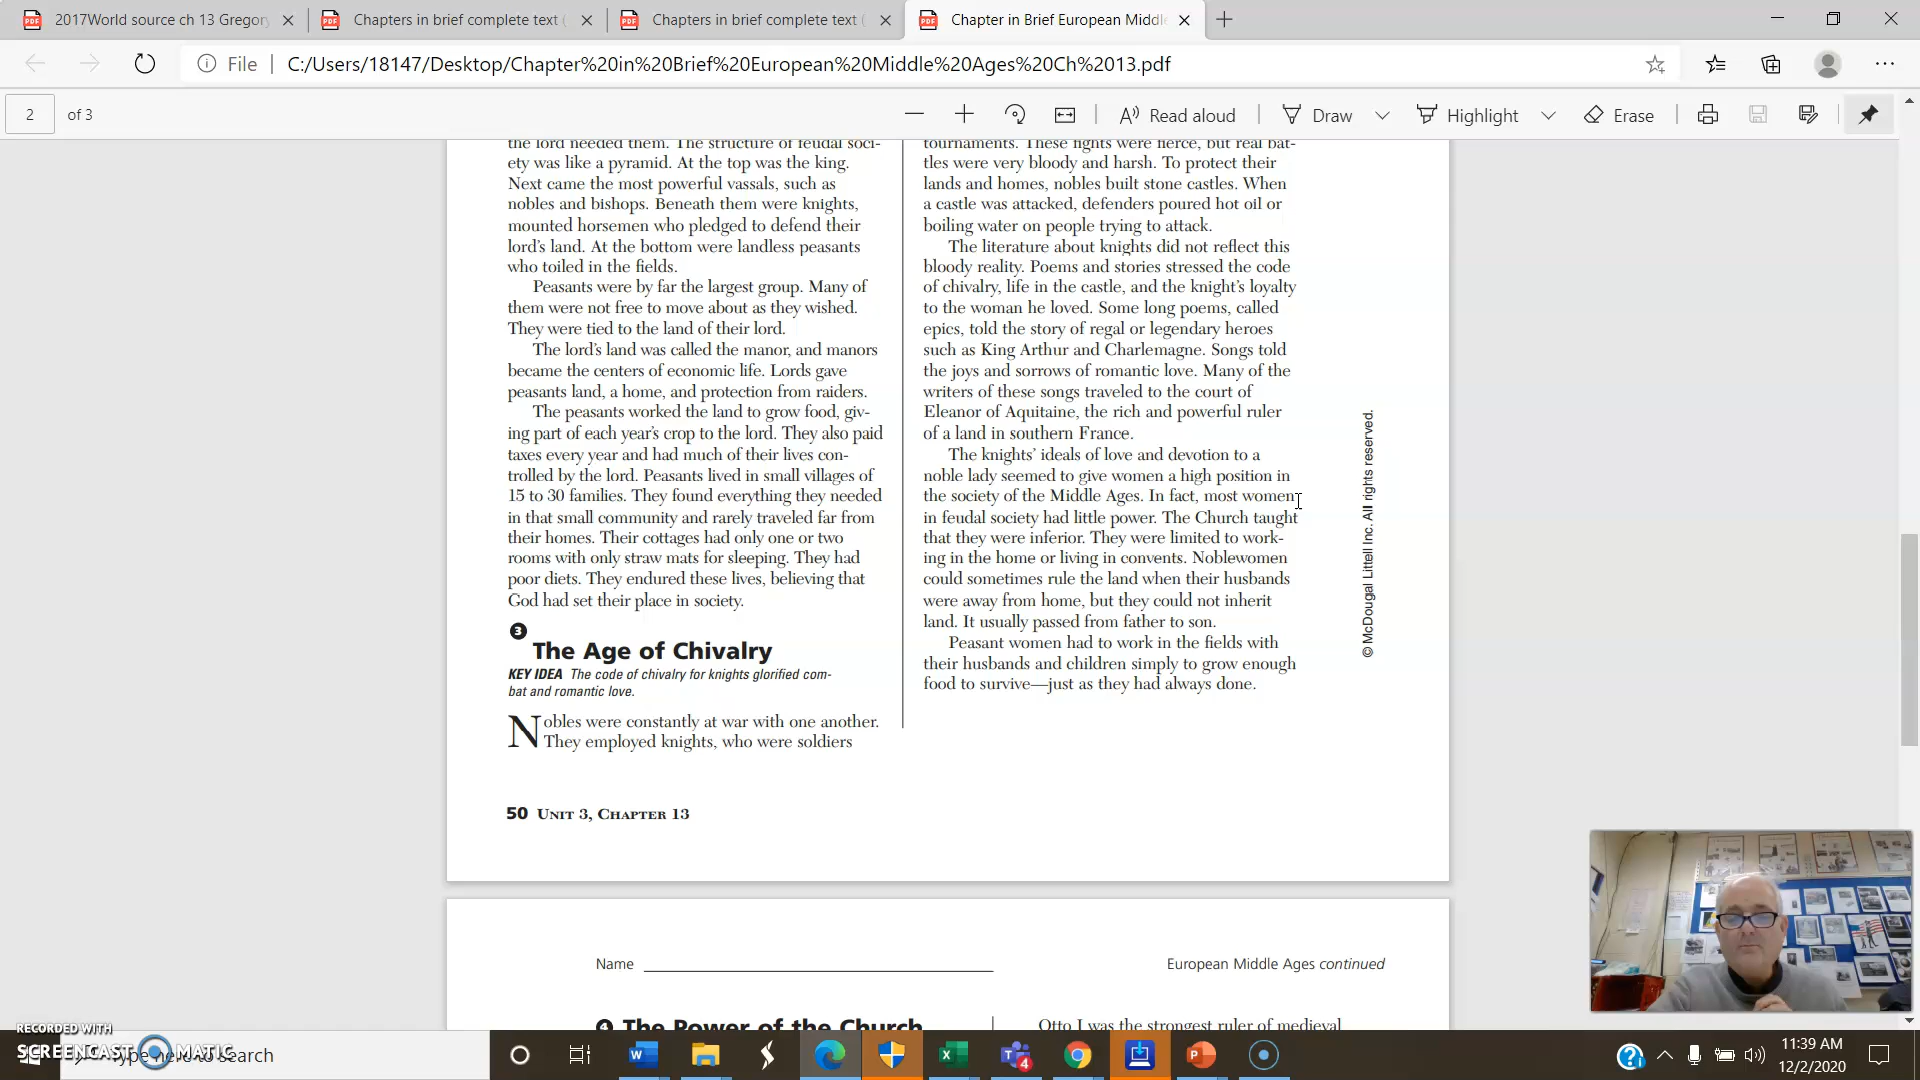 2017World source ch 13 Gregory
Chapters in brief complete text (
Chapters in brief complete text (
Chapter in Brief European Middle
File
C:/Users/18147/Desktop/Chapter%20in%20Brief%20European%20Middle%20Ages%20Ch%2013.pdf
2 of 3
Read aloud
Draw
Highlight
Erase
the lord needed them. The structure of feudal soci-
ety was like a pyramid. At the top was the king.
Next came the most powerful vassals, such as
nobles and bishops. Beneath them were knights,
mounted horsemen who pledged to defend their
lord's land. At the bottom were landless peasants
who toiled in the fields.
Peasants were by far the largest group. Many of
them were not free to move about as they wished.
They were tied to the land of their lord.
The lord's land was called the manor, and manors
became the centers of economic life. Lords gave
peasants land, a home, and protection from raiders.
The peasants worked the land to grow food, giv-
ing part of each year's crop to the lord. They also paid
taxes every year and had much of their lives con-
trolled by the lord. Peasants lived in small villages of
15 to 30 families. They found everything they needed
in that small community and rarely traveled far from
their homes. Their cottages had only one or two
rooms with only straw mats for sleeping. They had
poor diets. They endured these lives, believing that
God had set their place in society.
3
The Age of Chivalry
KEY IDEA The code of chivalry for knights glorified com-
bat and romantic love.
Nobles were constantly at war with one another.
They employed knights, who were soldiers
tournaments. These fights were fierce, but real bat-
tles were very bloody and harsh. To protect their
lands and homes, nobles built stone castles. When
a castle was attacked, defenders poured hot oil or
boiling water on people trying to attack.
The literature about knights did not reflect this
bloody reality. Poems and stories stressed the code
of chivalry, life in the castle, and the knight's loyalty
to the woman he loved. Some long poems, called
epics, told the story of regal or legendary heroes
such as King Arthur and Charlemagne. Songs told
the joys and sorrows of romantic love. Many of the
writers of these songs traveled to the court of
Eleanor of Aquitaine, the rich and powerful ruler
of a land in southern France.
The knights' ideals of love and devotion to a
noble lady seemed to give women a high position in
the society of the Middle Ages. In fact, most women
in feudal society had little power. The Church taught
that they were inferior. They were limited to work-
ing in the home or living in convents. Noblewomen
could sometimes rule the land when their husbands
were away from home, but they could not inherit
land. It usually passed from father to son.
Peasant women had to work in the fields with
their husbands and children simply to grow enough
food to survive—just as they had always done.
© McDougal Littell Inc. All rights reserved.
50 UNIT 3, CHAPTER 13
Name
European Middle Ages continued
4 The Power of the Church
Otto I was the strongest ruler of medieval
RECORDED WITH
SCREENCAST MATIC
Type here to search
4
11:39 AM
12/2/2020